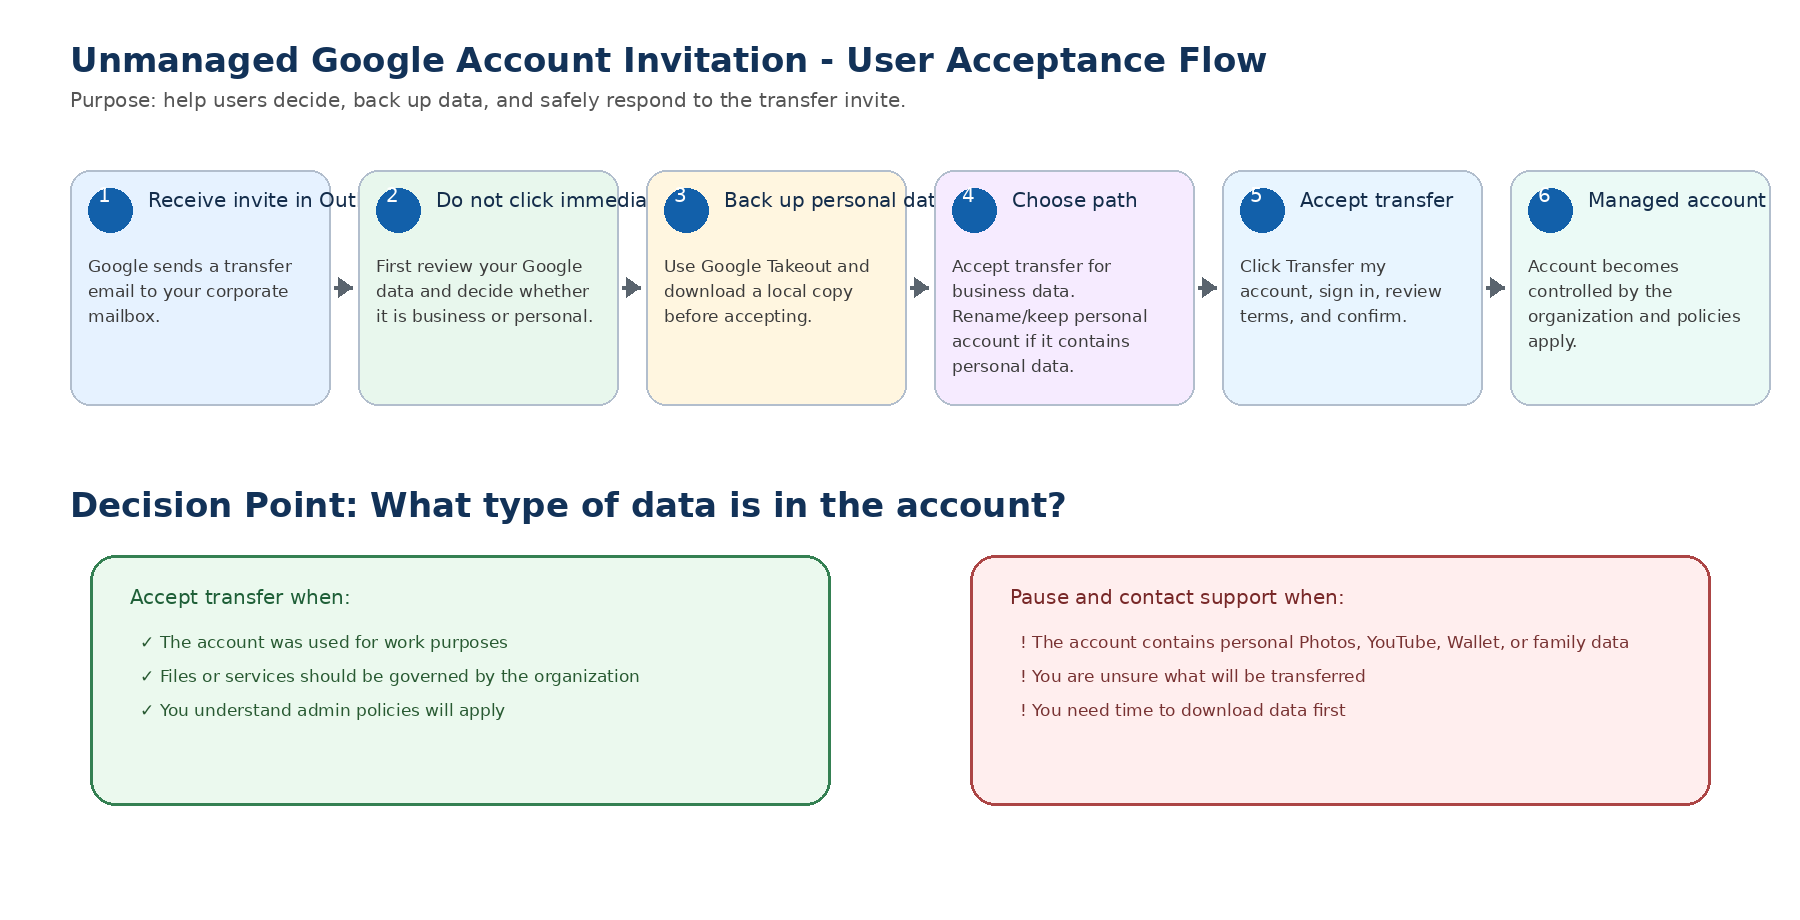 Unmanaged Google Account Invitation - User Acceptance Flow
Purpose: help users decide, back up data, and safely respond to the transfer invite.
1 Receive invite in Out
Google sends a transfer
email to your corporate
mailbox.
2 Do not click immedia
First review your Google
data and decide whether
it is business or personal.
3 Back up personal dat
Use Google Takeout and
download a local copy
before accepting.
4 Choose path
Accept transfer for
business data.
Rename/keep personal
account if it contains
personal data.
5 Accept transfer
Click Transfer my
account, sign in, review
terms, and confirm.
6 Managed account
Account becomes
controlled by the
organization and policies
apply.
Decision Point: What type of data is in the account?
Accept transfer when:
✓ The account was used for work purposes
✓ Files or services should be governed by the organization
✓ You understand admin policies will apply
Pause and contact support when:
! The account contains personal Photos, YouTube, Wallet, or family data
! You are unsure what will be transferred
! You need time to download data first